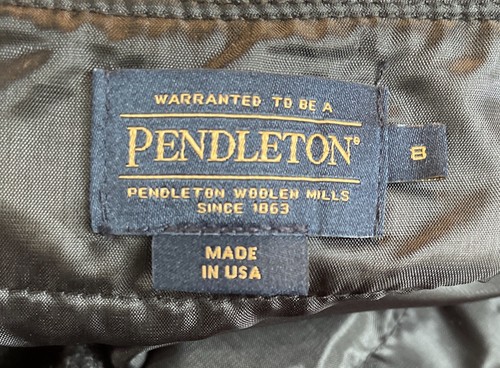 WARRANTED TO BE A
PENDLETON®
8
PENDLETON WOOLEN MILLS
SINCE 1863
MADE
IN USA